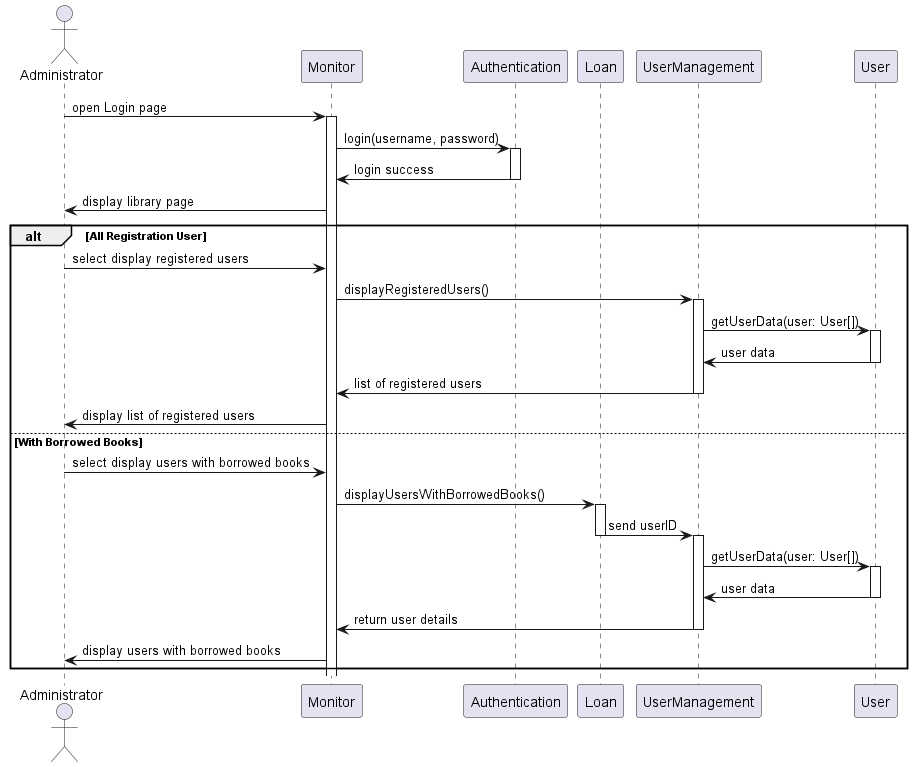 Administrator
Monitor
Authentication
Loan
UserManagement
User
open Login page
login(username, password)
login success
display library page
alt
[All Registration User]
select display registered users
displayRegisteredUsers()
getUserData(user: User[])
user data
list of registered users
display list of registered users
[With Borrowed Books]
select display users with borrowed books
displayUsersWithBorrowedBooks()
send userID
getUserData(user: User[])
user data
return user details
display users with borrowed books
Administrator
Monitor
Authentication
Loan
UserManagement
User